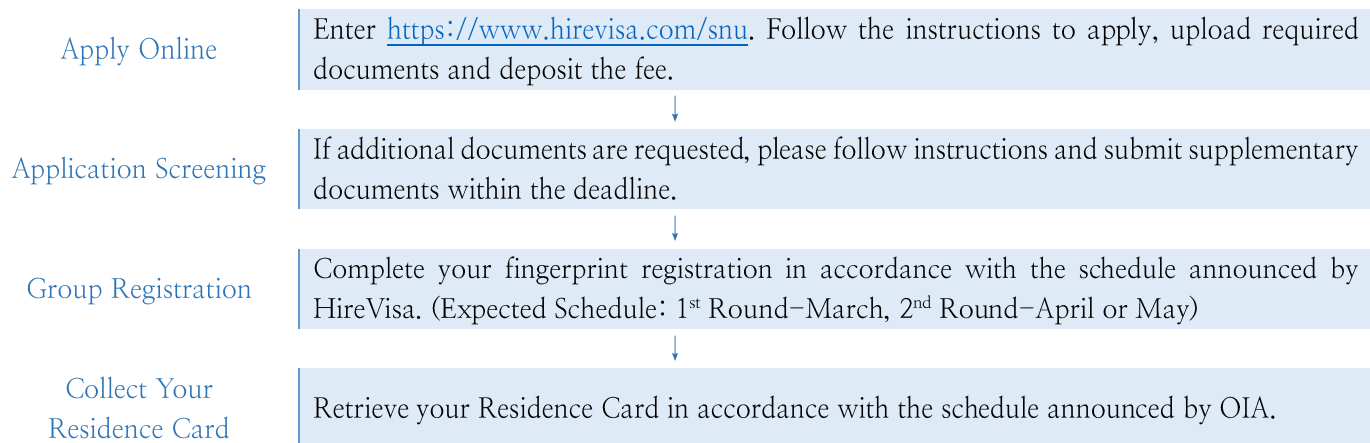 Apply Online
Enter https://www.hirevisa.com/snu. Follow the instructions to apply, upload required
documents and deposit the fee.
Application Screening
If additional documents are requested, please follow instructions and submit supplementary
documents within the deadline.
Group Registration
Complete your fingerprint registration in accordance with the schedule announced by
HireVisa. (Expected Schedule: 1st Round-March, 2nd Round-April or May)
Collect Your
Residence Card
Retrieve your Residence Card in accordance with the schedule announced by OIA.